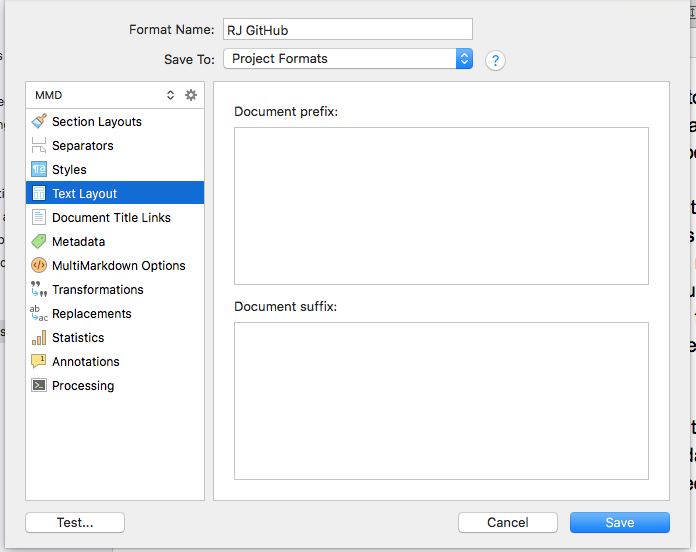 Format Name: RJ GitHub
Save To: Project Formats ?
MMD
Section Layouts
Separators
Styles
Text Layout
Document Title Links
Metadata
MultiMarkdown Options
Transformations
Replacements
Statistics
Annotations
Processing
Document prefix:
Document suffix:
Test...
Cancel
Save